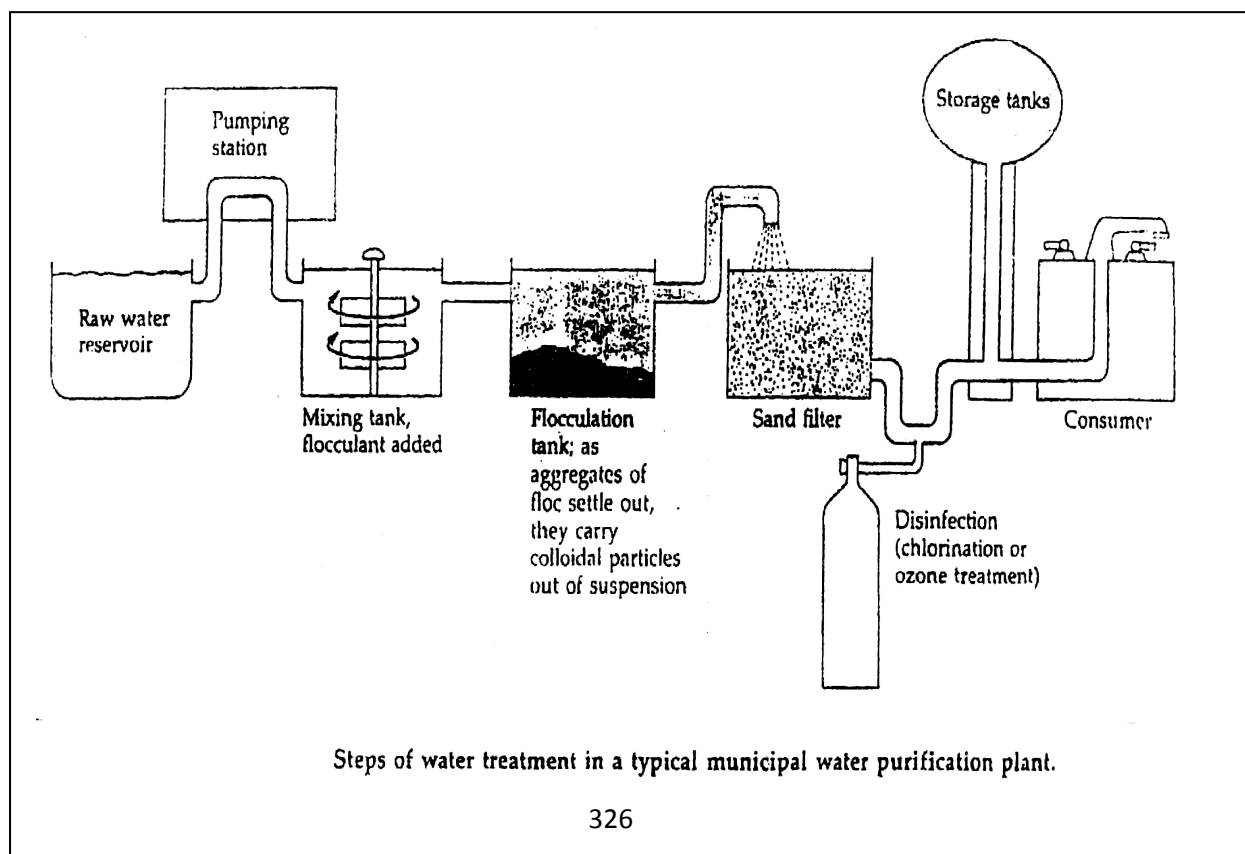 Pumping
station
Storage tanks
Raw water
reservoir
Mixing tank,
flocculant added
Flocculation
tank; as
aggregates of
floc settle out,
they carry
colloidal particles
out of suspension
Sand filter
Consumer
Disinfection
(chlorination or
ozone treatment)
Steps of water treatment in a typical municipal water purification plant.
326